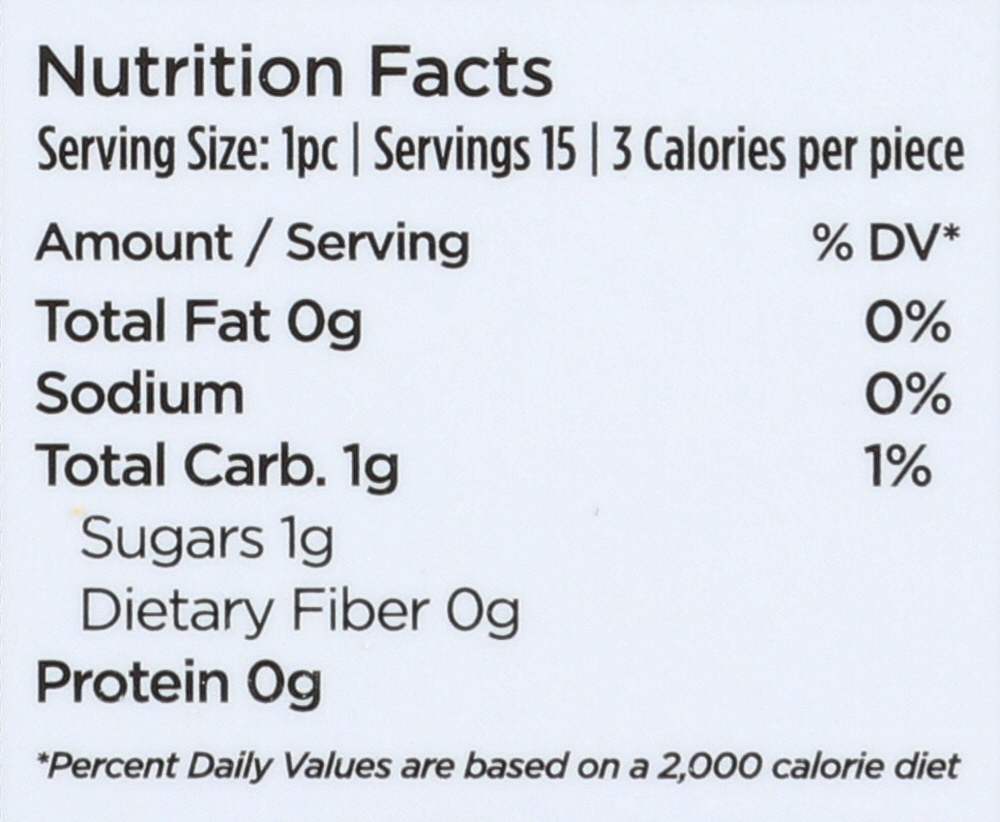 Nutrition Facts
Serving Size: 1pc | Servings 15 | 3 Calories per piece
Amount / Serving % DV*
Total Fat 0g 0%
Sodium 0%
Total Carb. 1g 1%
Sugars 1g
Dietary Fiber 0g
Protein 0g
*Percent Daily Values are based on a 2,000 calorie diet